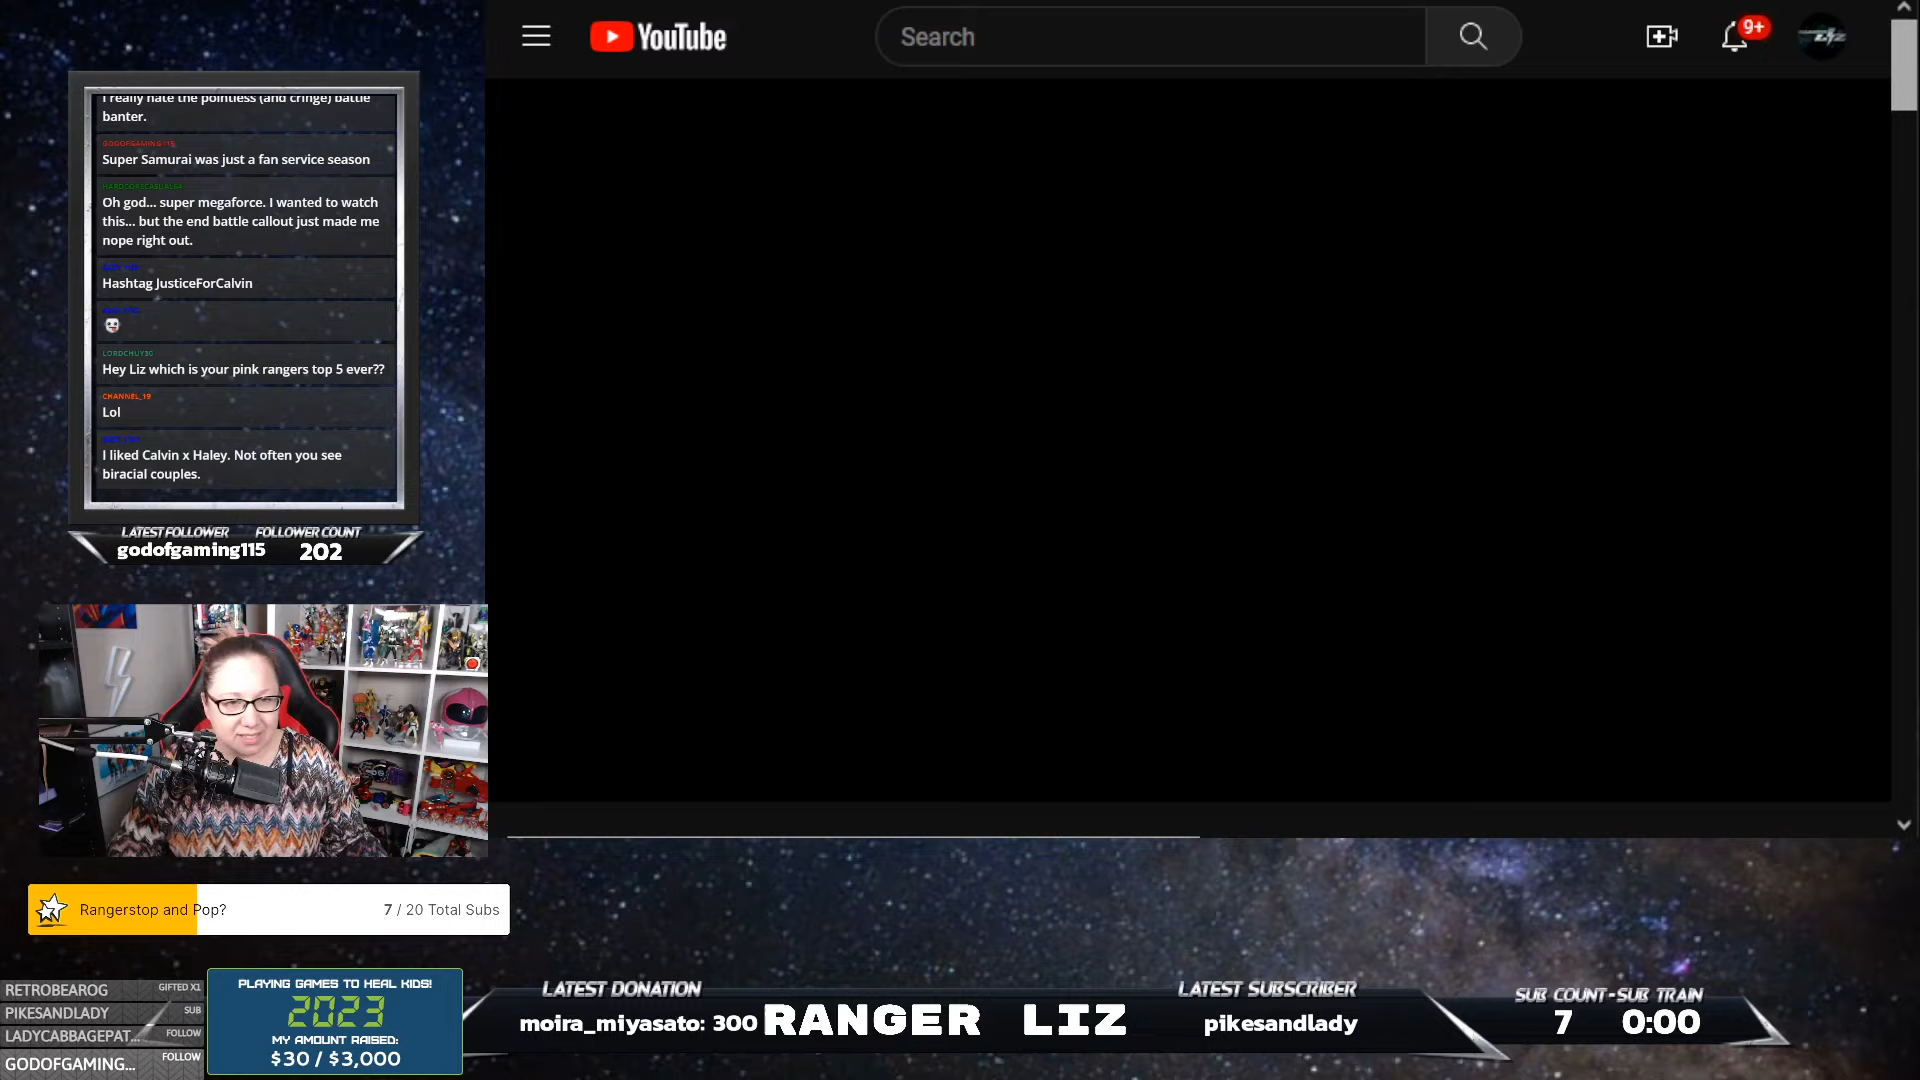 YouTube
Search
9+
I really hate the pointless (and cringe) battle
banter.
GODOFGAMING115
Super Samurai was just a fan service season
HARDCORECASUAL64
Oh god... super megaforce. I wanted to watch
this... but the end battle callout just made me
nope right out.
Hashtag JusticeForCalvin
LORDCHUY30
Hey Liz which is your pink rangers top 5 ever??
CHANNEL_19
Lol
I liked Calvin x Haley. Not often you see
biracial couples.
LATEST FOLLOWER FOLLOWER COUNT
godofgaming115 202
Rangerstop and Pop? 7 / 20 Total Subs
RETROBEAROG GIFTED X1
PIKESANDLADY SUB
LADYCABBAGEPAT... FOLLOW
GODOFGAMING... FOLLOW
PLAYING GAMES TO HEAL KIDS!
2023
MY AMOUNT RAISED:
$30 / $3,000
LATEST DONATION
moira_miyasato: 300
RANGER LIZ
LATEST SUBSCRIBER
pikesandlady
SUB COUNT-SUB TRAIN
7 0:00